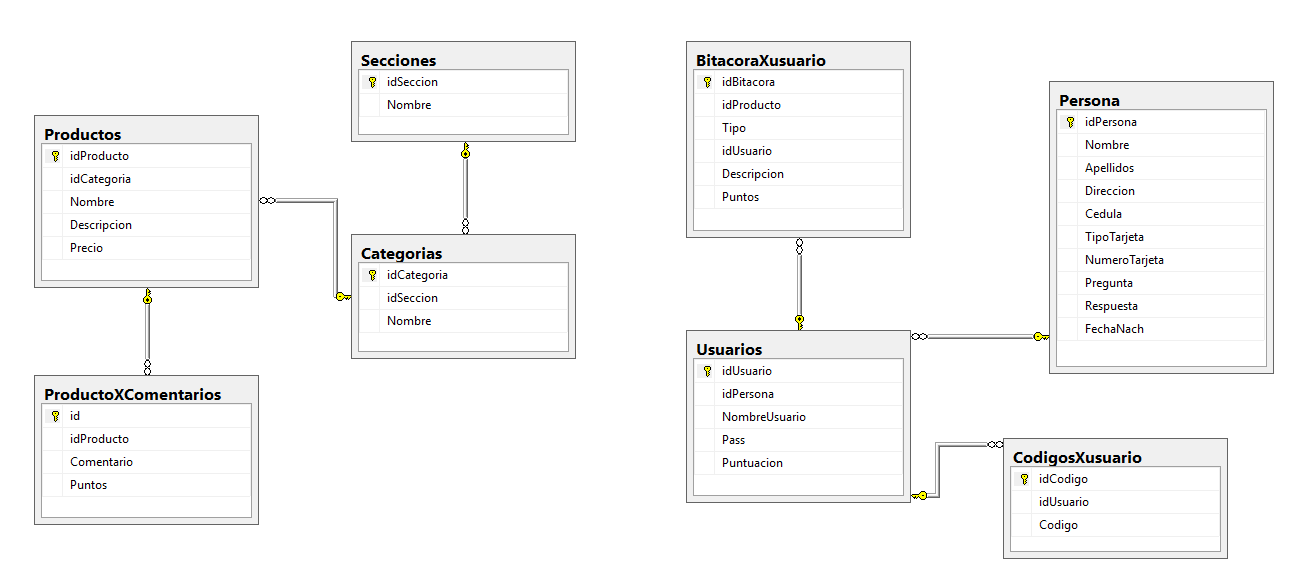 Secciones
idSeccion
Nombre
Productos
idProducto
idCategoria
Nombre
Descripcion
Precio
Categorias
idCategoria
idSeccion
Nombre
ProductoXComentarios
id
idProducto
Comentario
Puntos
BitacoraXusuario
idBitacora
idProducto
Tipo
idUsuario
Descripcion
Puntos
Persona
idPersona
Nombre
Apellidos
Direccion
Cedula
TipoTarjeta
NumeroTarjeta
Pregunta
Respuesta
FechaNach
Usuarios
idUsuario
idPersona
NombreUsuario
Pass
Puntuacion
CodigosXusuario
idCodigo
idUsuario
Codigo